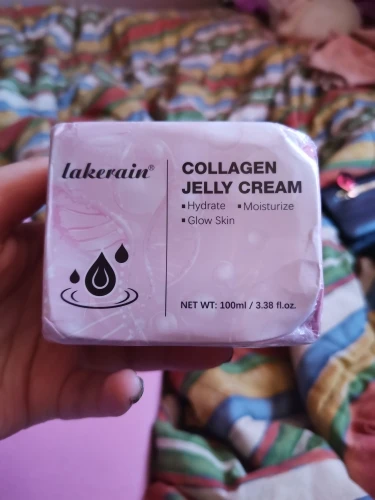 lakerain®
COLLAGEN
JELLY CREAM
▪Hydrate ▪Moisturize
▪Glow Skin
NET WT: 100ml / 3.38 fl.oz.